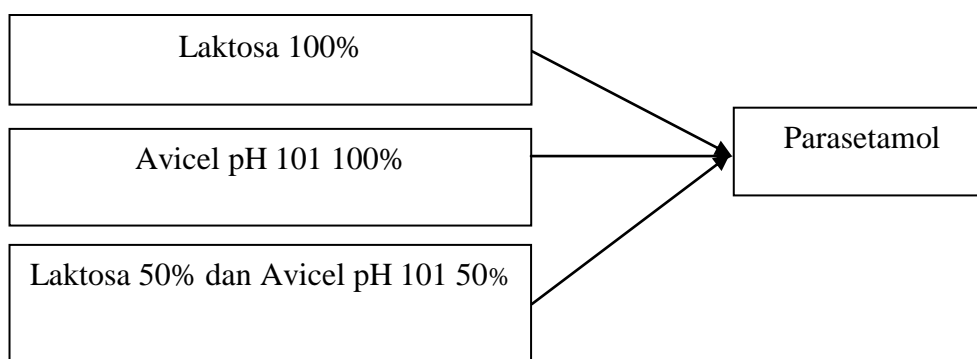 Laktosa 100%
Avicel pH 101 100%
Laktosa 50% dan Avicel pH 101 50%
Parasetamol